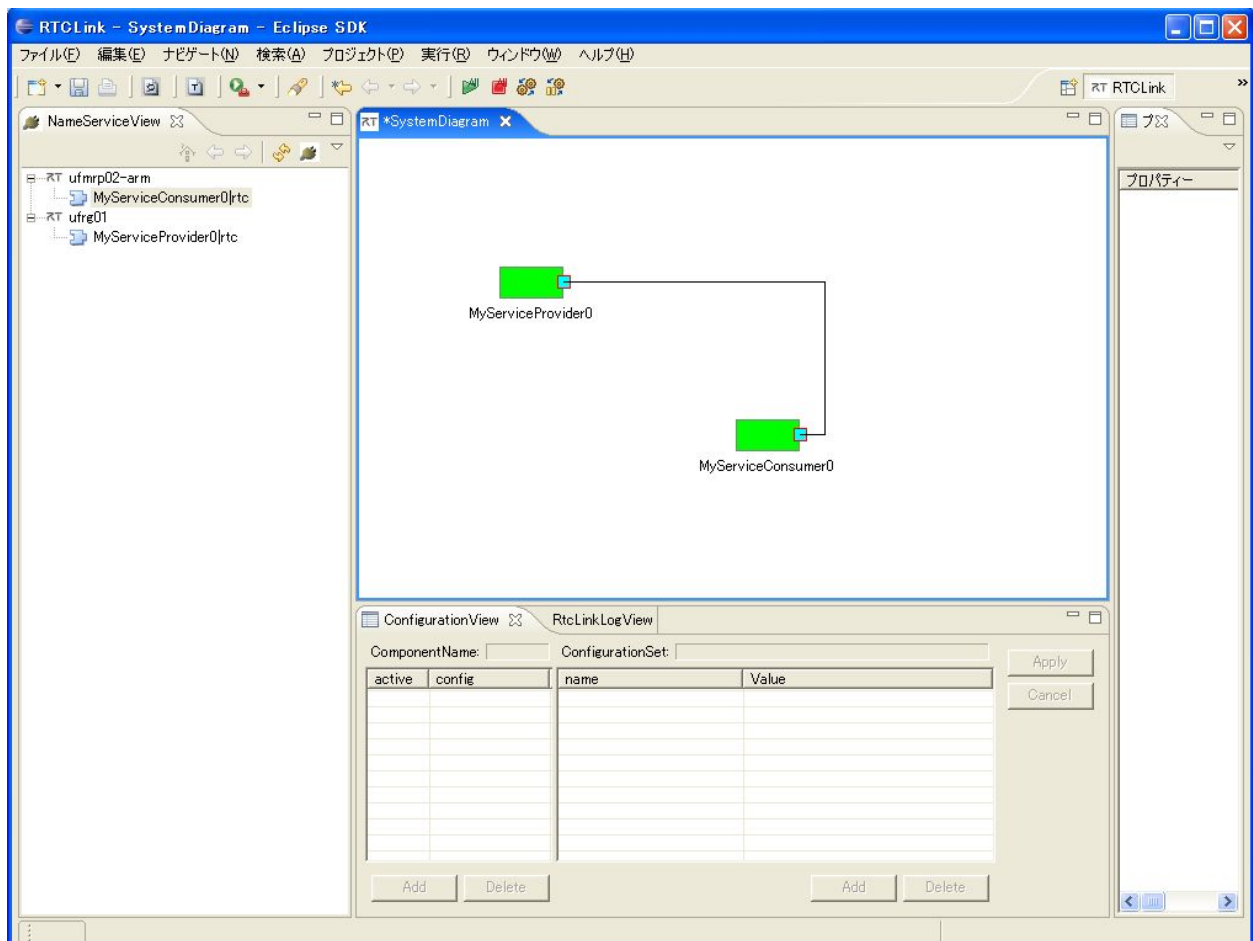 RTCLink - SystemDiagram - Eclipse SDK
ファイル(F) 編集(E) ナビゲート(N) 検索(A) プロジェクト(P) 実行(R) ウィンドウ(W) ヘルプ(H)
RT RTCLink »
NameServiceView
RT *SystemDiagram
プ
RT ufmrp02-arm
MyServiceConsumer0|rtc
RT ufrg01
MyServiceProvider0|rtc
プロパティー
MyServiceProvider0
MyServiceConsumer0
ConfigurationView RtcLinkLogView
ComponentName: ConfigurationSet:
Apply
active config name Value
Cancel
Add Delete Add Delete